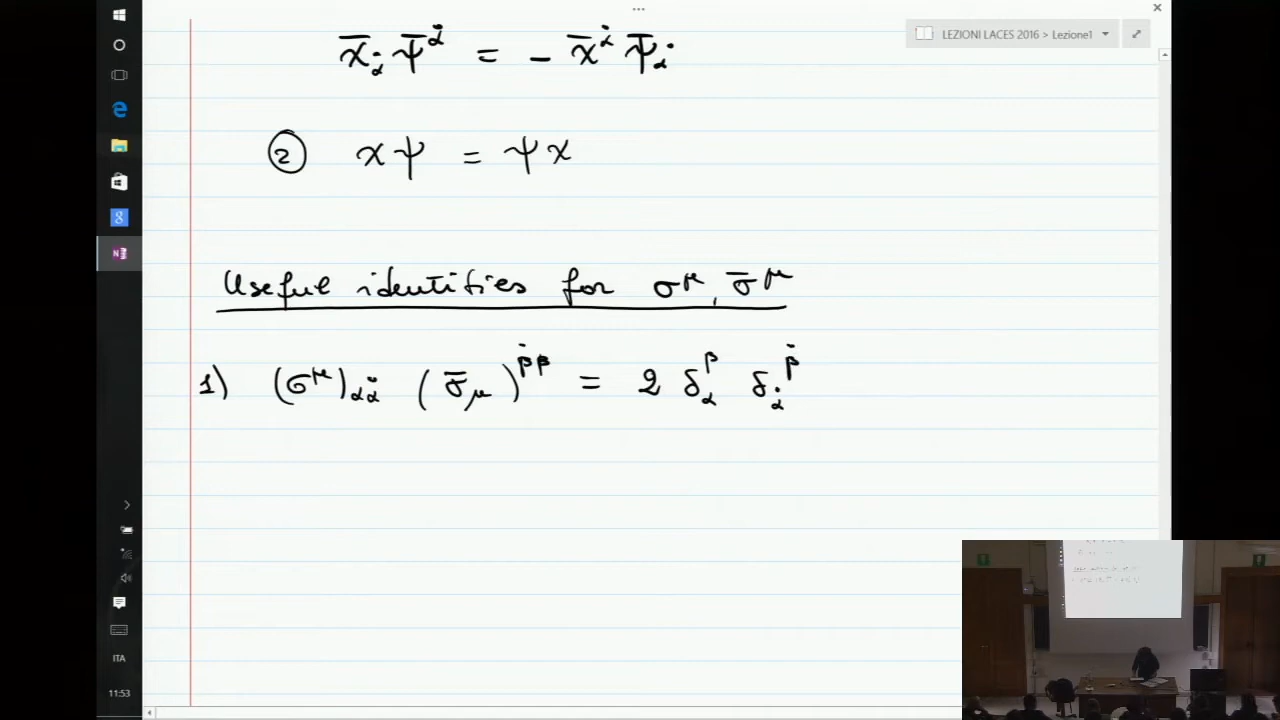 LEZIONI LACES 2016 > Lezione1
χ̄_α̇ ψ̄^α̇ = - χ̄^α̇ ψ̄_α̇
② χψ = ψχ
Useful identities for σ^μ, σ̄^μ
1) (σ^μ)_αα̇ (σ̄_μ)^β̇β = 2 δ_α^β δ_α̇^β̇
ITA
11:53